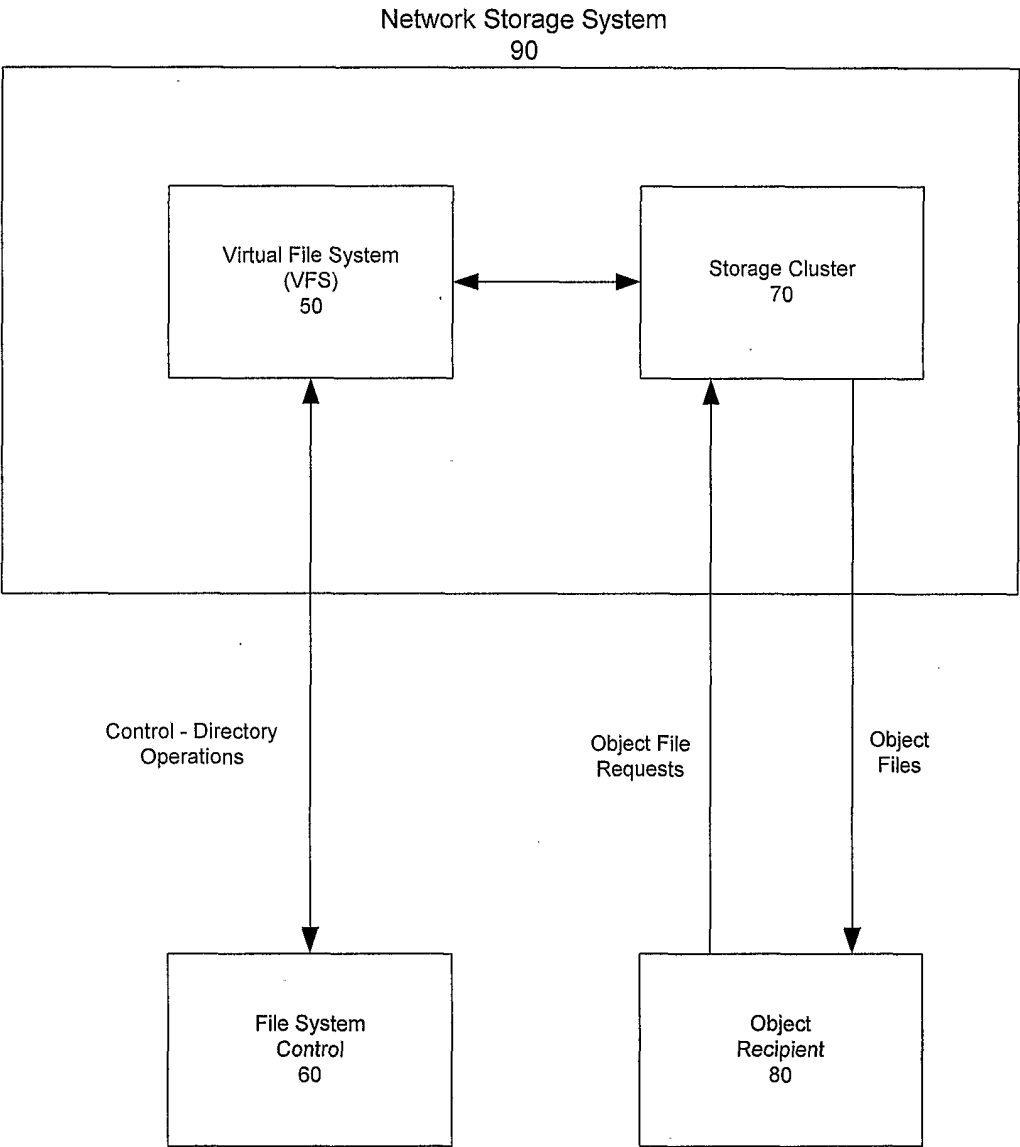 Network Storage System
90
Virtual File System
(VFS)
50
Storage Cluster
70
Control - Directory
Operations
Object File
Requests
Object
Files
File System
Control
60
Object
Recipient
80